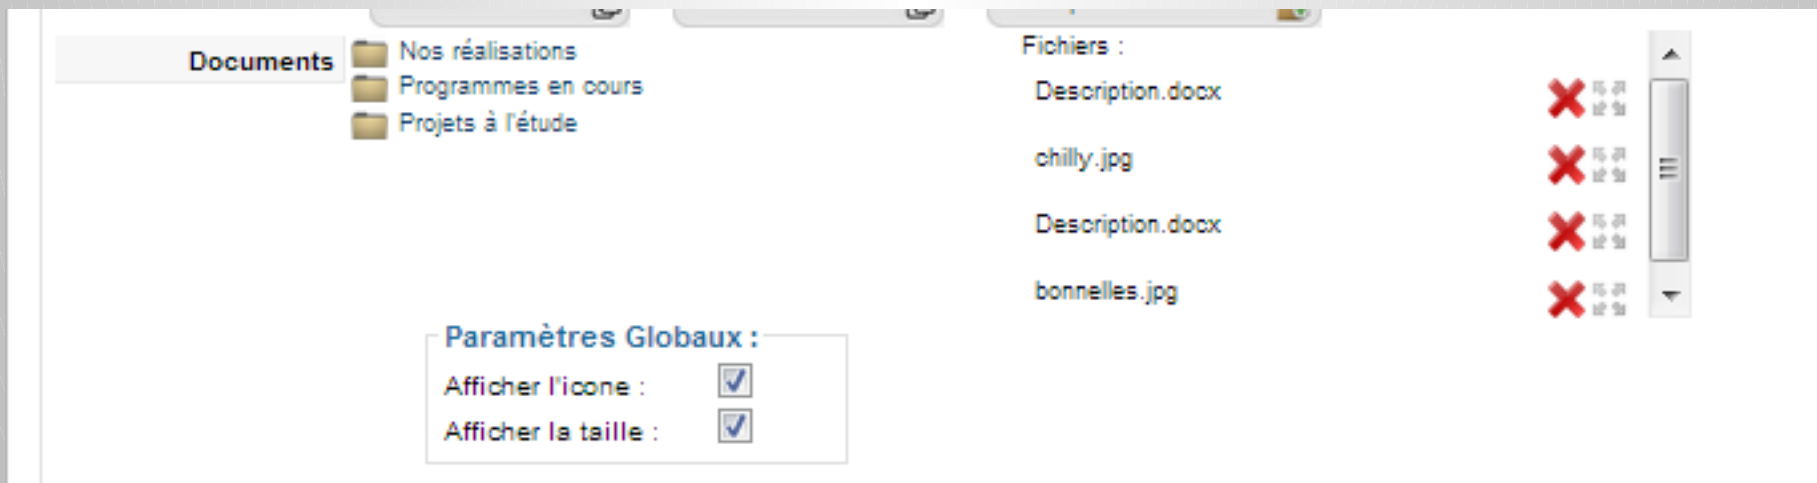 Documents
Nos réalisations
Programmes en cours
Projets à l'étude
Fichiers :
Description.docx
chilly.jpg
Description.docx
bonnelles.jpg
Paramètres Globaux :
Afficher l'icone :
Afficher la taille :